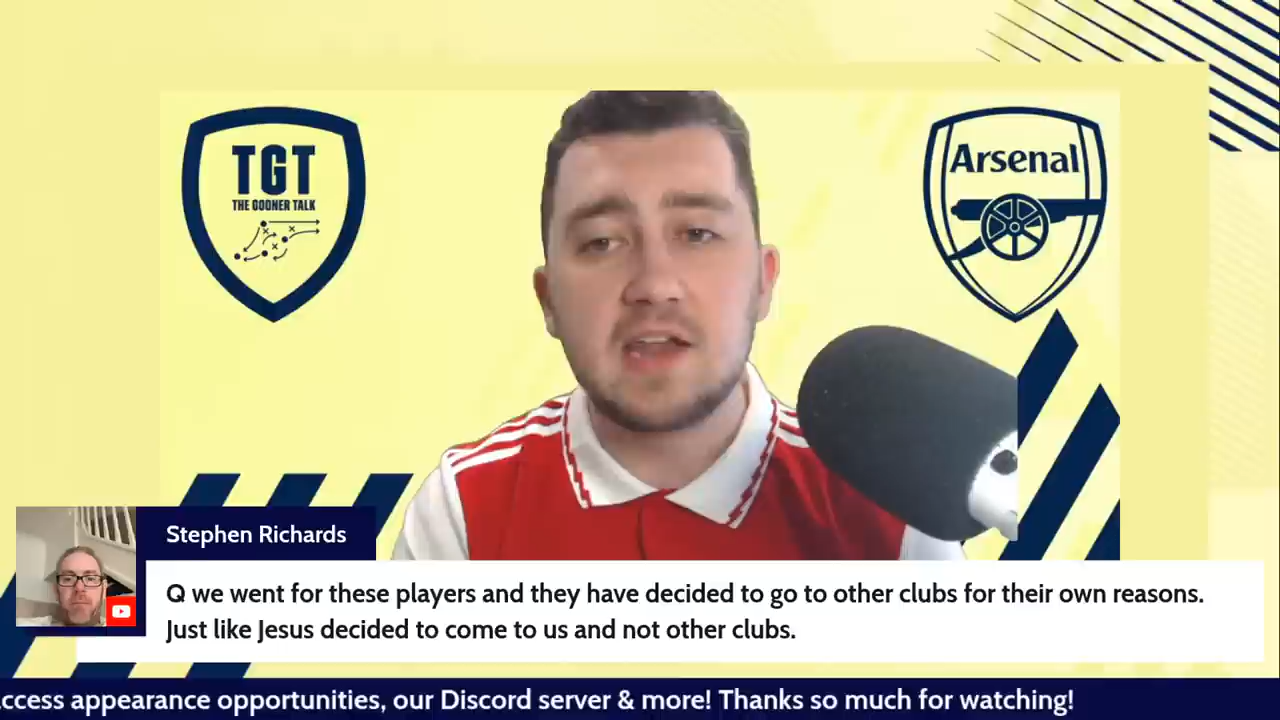 TGT
THE GOONER TALK
Arsenal
Stephen Richards
Q we went for these players and they have decided to go to other clubs for their own reasons.
Just like Jesus decided to come to us and not other clubs.
ccess appearance opportunities, our Discord server & more! Thanks so much for watching!